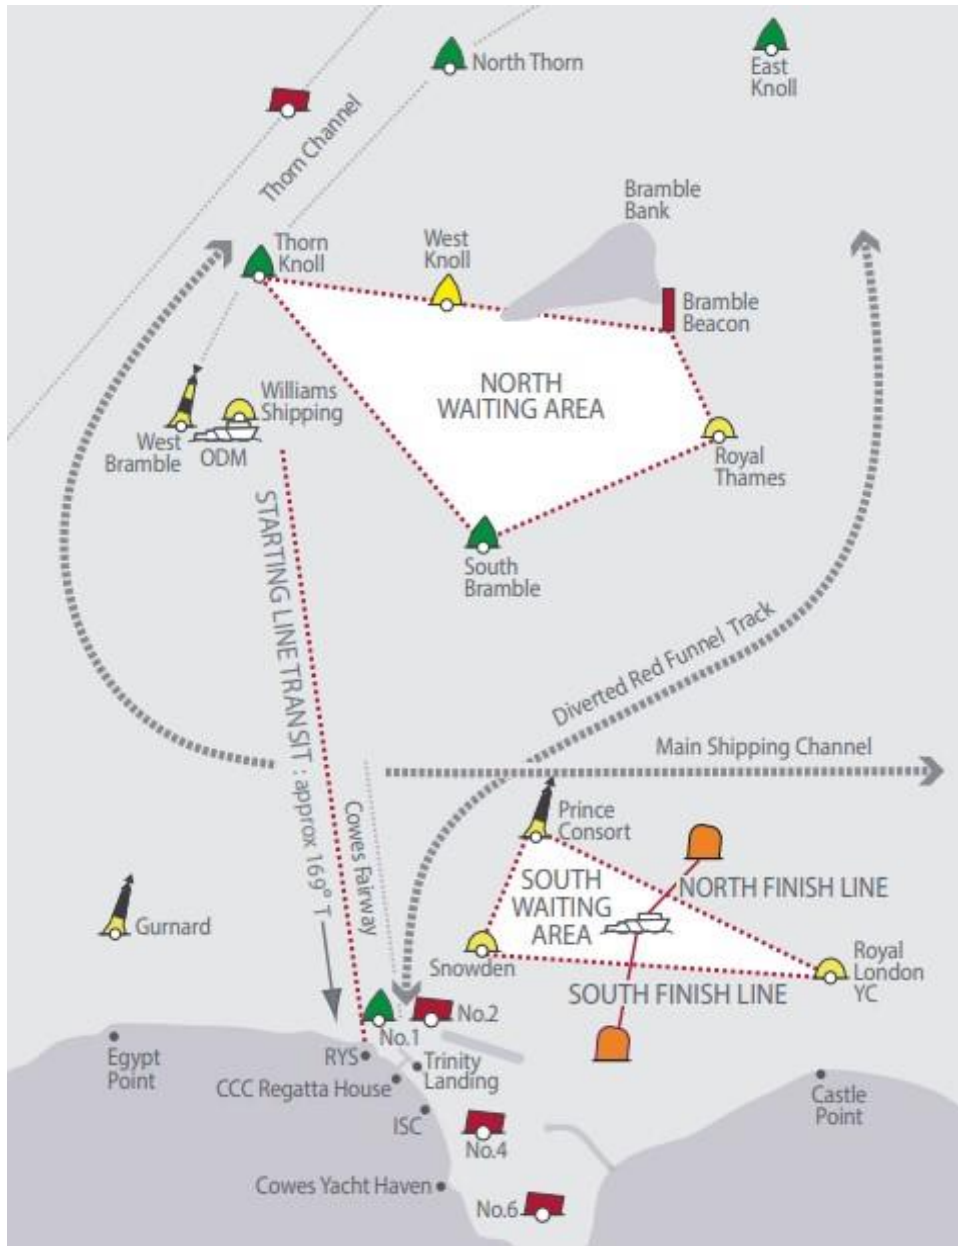 North Thorn
East
Knoll
Thorn Channel
Bramble
Bank
Thorn
Knoll
West
Knoll
Bramble
Beacon
NORTH
WAITING AREA
Williams
Shipping
West
Bramble
ODM
Royal
Thames
South
Bramble
STARTING LINE TRANSIT : approx 169° T
Diverted Red Funnel Track
Main Shipping Channel
Cowes Fairway
Prince
Consort
SOUTH
WAITING
AREA
NORTH FINISH LINE
Gurnard
Snowden
Royal
London
YC
SOUTH FINISH LINE
No.2
No.1
Egypt
Point
RYS
Trinity
Landing
CCC Regatta House
Castle
Point
ISC
No.4
Cowes Yacht Haven
No.6